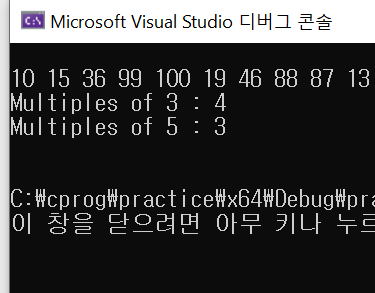 Microsoft Visual Studio 디버그 콘솔
10 15 36 99 100 19 46 88 87 13
Multiples of 3 : 4
Multiples of 5 : 3
C:₩cprog₩practice₩x64₩Debug₩pra
이 창을 닫으려면 아무 키나 누르